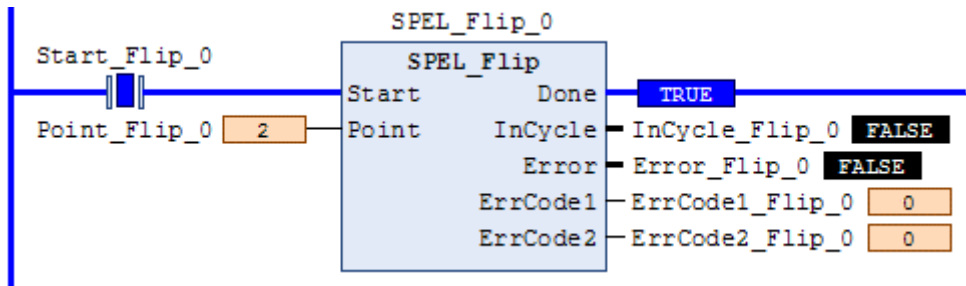 SPEL_Flip_0
Start_Flip_0
SPEL_Flip
Start Done TRUE
Point_Flip_0 2 Point InCycle InCycle_Flip_0 FALSE
Error Error_Flip_0 FALSE
ErrCode1 ErrCode1_Flip_0 0
ErrCode2 ErrCode2_Flip_0 0